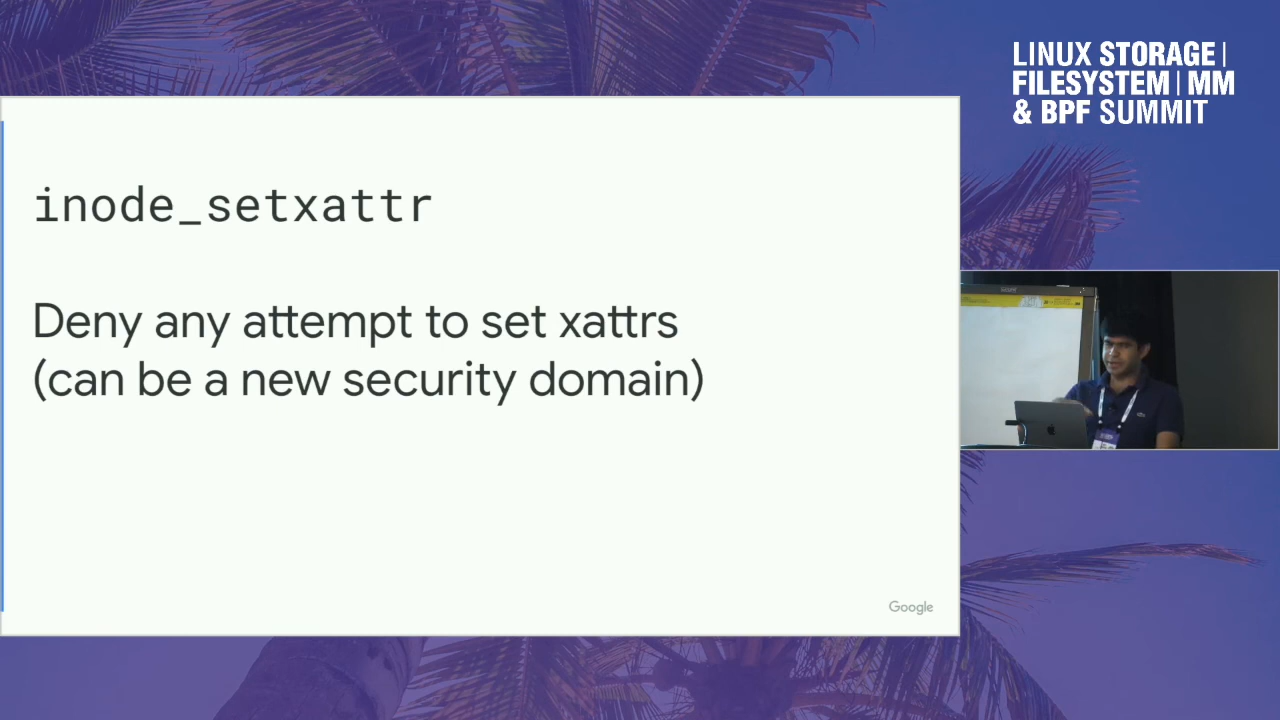 LINUX STORAGE |
FILESYSTEM | MM
& BPF SUMMIT
inode_setxattr
Deny any attempt to set xattrs
(can be a new security domain)
Google